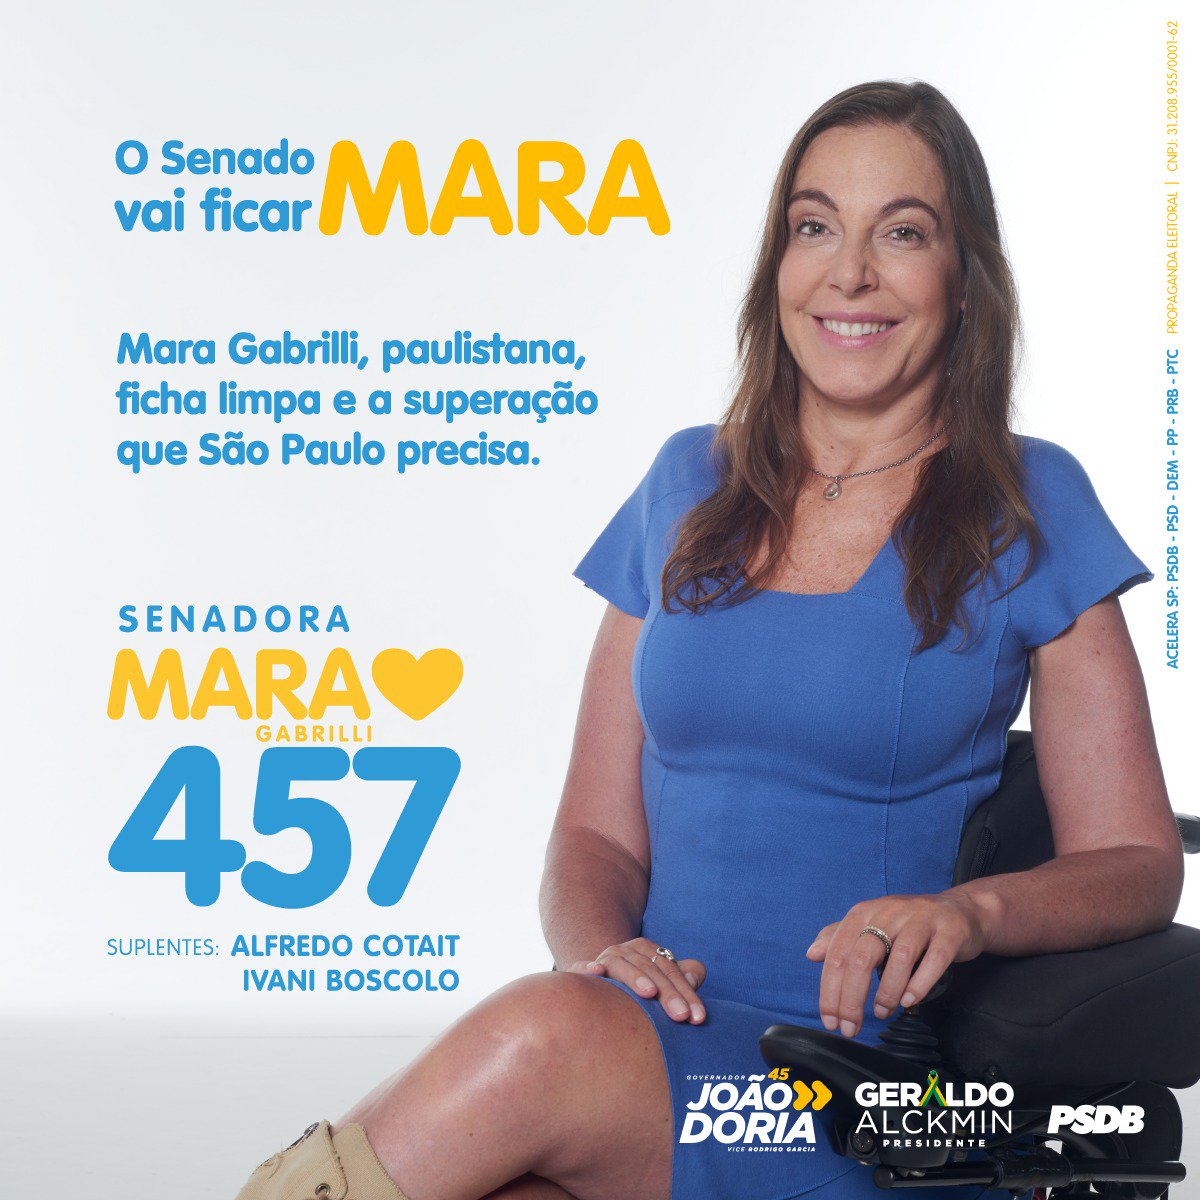 O Senado
vai ficar MARA
Mara Gabrilli, paulistana,
ficha limpa e a superação
que São Paulo precisa.
SENADORA
MARA
GABRILLI
457
SUPLENTES: ALFREDO COTAIT
IVANI BOSCOLO
GOVERNADOR 45
JOÃO
DORIA
VICE RODRIGO GARCIA
GERALDO
ALCKMIN
PRESIDENTE
PSDB
ACELERA SP: PSDB - PSD - DEM - PP - PRB - PTC PROPAGANDA ELEITORAL | CNPJ: 31.208.955/0001-62